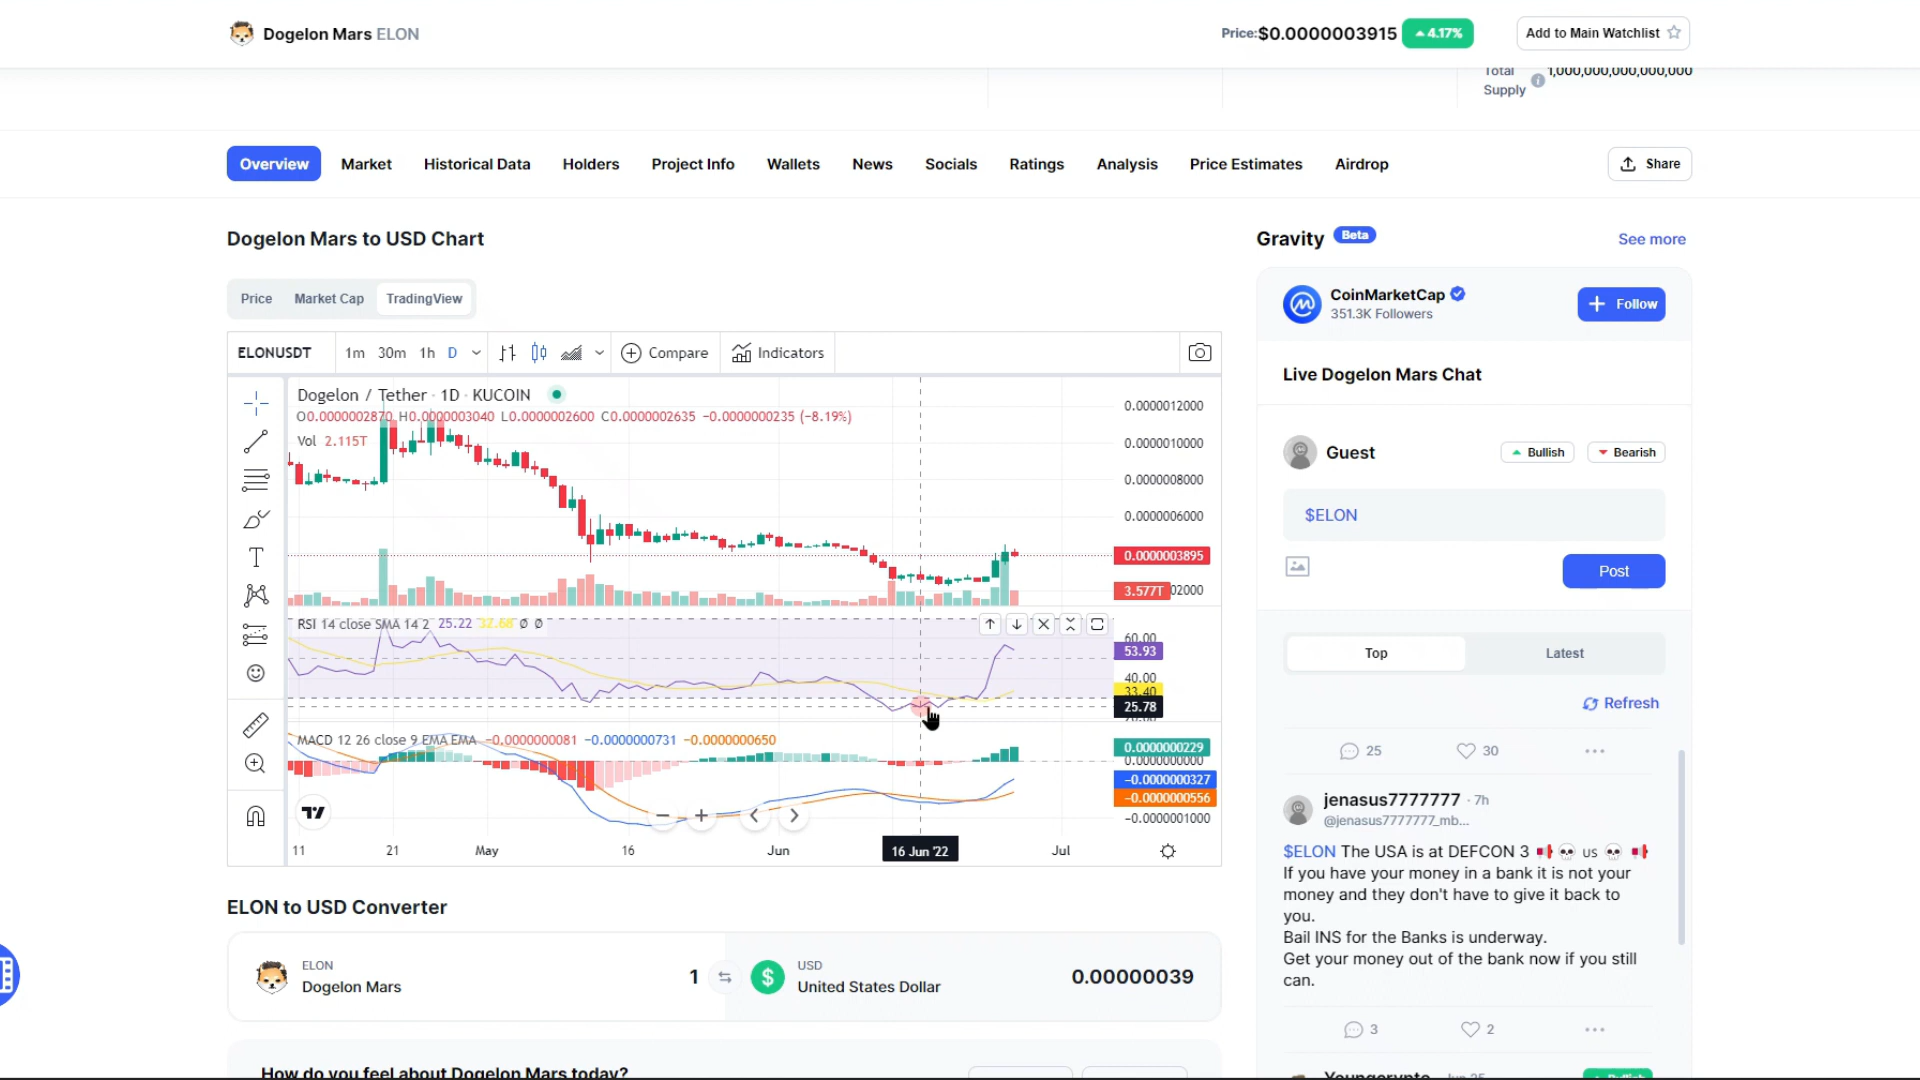 Dogelon Mars ELON
Price:$0.0000003915 4.17%
Add to Main Watchlist
Total Supply 1,000,000,000,000,000
Overview Market Historical Data Holders Project Info Wallets News Socials Ratings Analysis Price Estimates Airdrop
Share
Dogelon Mars to USD Chart
Price Market Cap TradingView
ELONUSDT 1m 30m 1h D Compare Indicators
Dogelon / Tether · 1D · KUCOIN
O0.0000002870 H0.0000003040 L0.0000002600 C0.0000002635 −0.0000000235 (−8.19%)
Vol 2.115T
0.0000012000
0.0000010000
0.0000008000
0.0000006000
0.0000003895
3.577T
RSI 14 close SMA 14 2 25.22 32.68 Ø Ø
60.00
53.93
40.00
33.40
25.78
MACD 12 26 close 9 EMA EMA −0.0000000081 −0.0000000731 −0.0000000650
0.0000000229
0.0000000000
−0.0000000327
−0.0000000556
−0.0000001000
11 21 May 16 Jun 16 Jun '22 Jul
ELON to USD Converter
ELON
Dogelon Mars
1
USD
United States Dollar
0.00000039
How do you feel about Dogelon Mars today?
Gravity Beta
See more
CoinMarketCap
351.3K Followers
Follow
Live Dogelon Mars Chat
Guest
Bullish
Bearish
$ELON
Post
Top Latest
Refresh
25 30
jenasus7777777 · 7h
@jenasus7777777_mb...
$ELON The USA is at DEFCON 3 📢💀 US 💀📢
If you have your money in a bank it is not your
money and they don't have to give it back to
you.
Bail INS for the Banks is underway.
Get your money out of the bank now if you still
can.
3 2